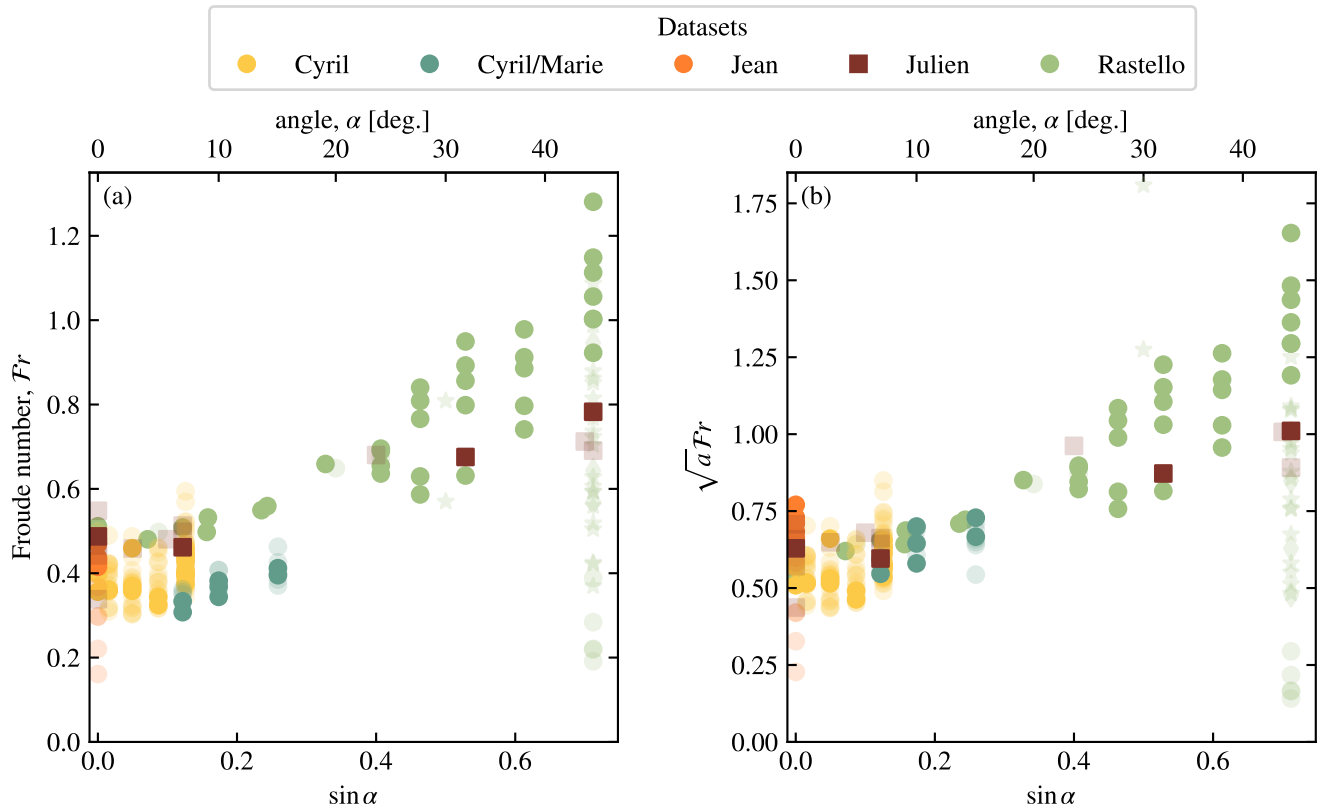 Datasets
Cyril Cyril/Marie Jean Julien Rastello
angle, α [deg.]
0 10 20 30 40
(a)
Froude number, ℱr
1.2
1.0
0.8
0.6
0.4
0.2
0.0
0.0 0.2 0.4 0.6
sin α
angle, α [deg.]
0 10 20 30 40
(b)
√a ℱr
1.75
1.50
1.25
1.00
0.75
0.50
0.25
0.00
0.0 0.2 0.4 0.6
sin α